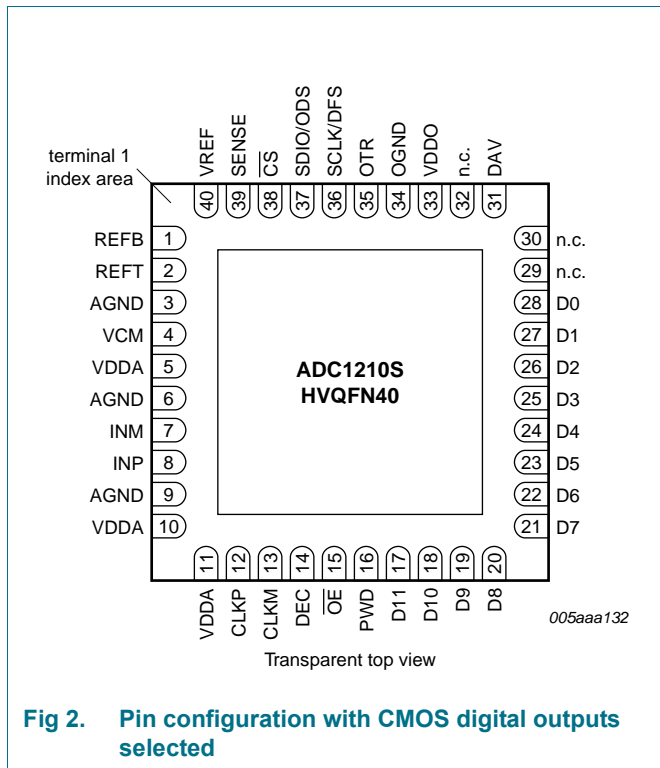 terminal 1
index area
VREF
SENSE
CS
SDIO/ODS
SCLK/DFS
OTR
OGND
VDDO
n.c.
DAV
40
39
38
37
36
35
34
33
32
31
REFB 1
REFT 2
AGND 3
VCM 4
VDDA 5
AGND 6
INM 7
INP 8
AGND 9
VDDA 10
ADC1210S
HVQFN40
30 n.c.
29 n.c.
28 D0
27 D1
26 D2
25 D3
24 D4
23 D5
22 D6
21 D7
11
12
13
14
15
16
17
18
19
20
VDDA
CLKP
CLKM
DEC
OE
PWD
D11
D10
D9
D8
005aaa132
Transparent top view
Fig 2. Pin configuration with CMOS digital outputs
selected